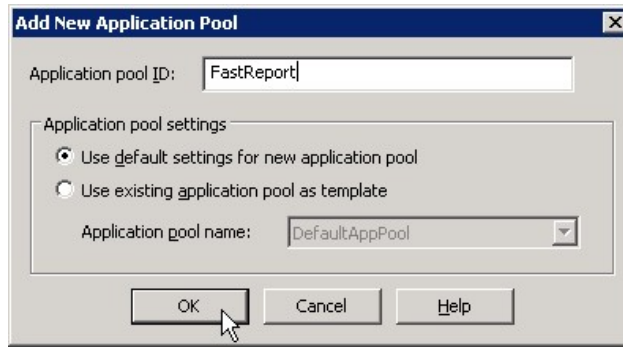 Add New Application Pool
Application pool ID: FastReport
Application pool settings
Use default settings for new application pool
Use existing application pool as template
Application pool name: DefaultAppPool
OK Cancel Help